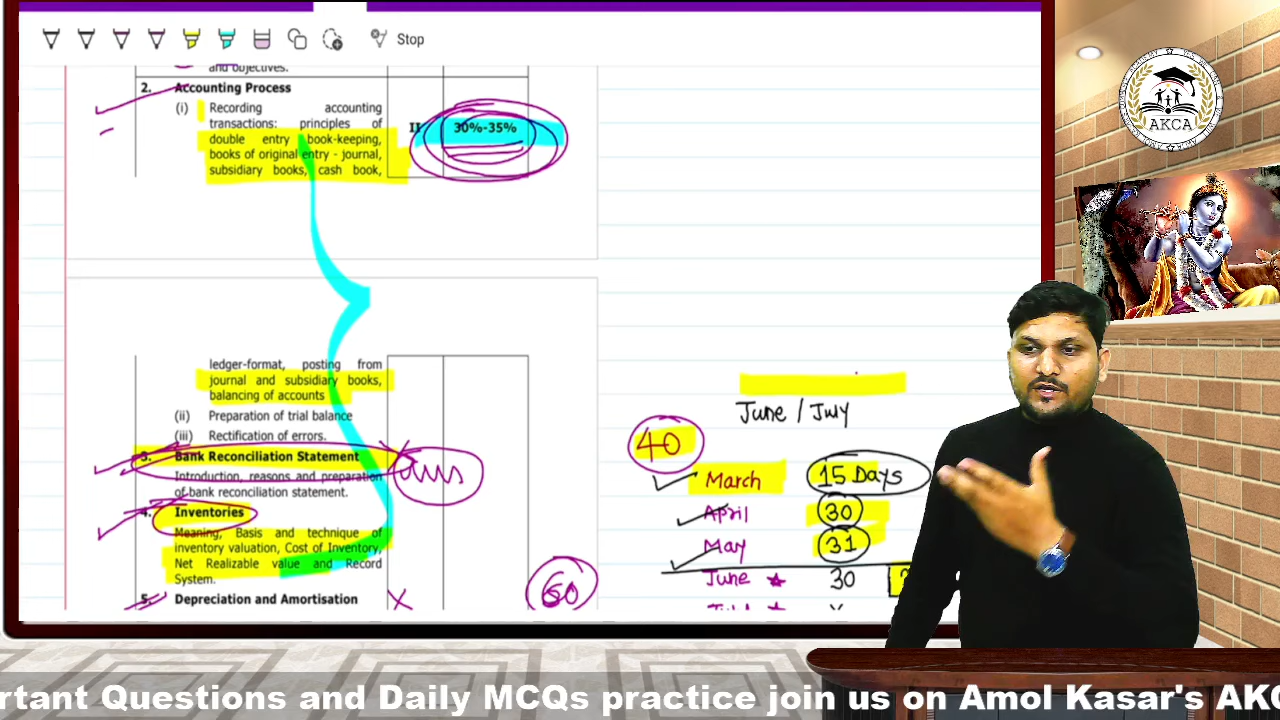 Stop
and objectives.
2. Accounting Process
(i) Recording accounting
transactions: principles of
double entry book-keeping,
books of original entry - journal,
subsidiary books, cash book,
II 30%-35%
ledger-format, posting from
journal and subsidiary books,
balancing of accounts
(ii) Preparation of trial balance
(iii) Rectification of errors.
3. Bank Reconciliation Statement
Introduction, reasons and preparation
of bank reconciliation statement.
4. Inventories
Meaning, Basis and technique of
inventory valuation, Cost of Inventory,
Net Realizable value and Record
System.
5. Depreciation and Amortisation
60
June / July
40
March 15 Days
April 30
May 31
June 30
AKCA
rtant Questions and Daily MCQs practice join us on Amol Kasar's AKC